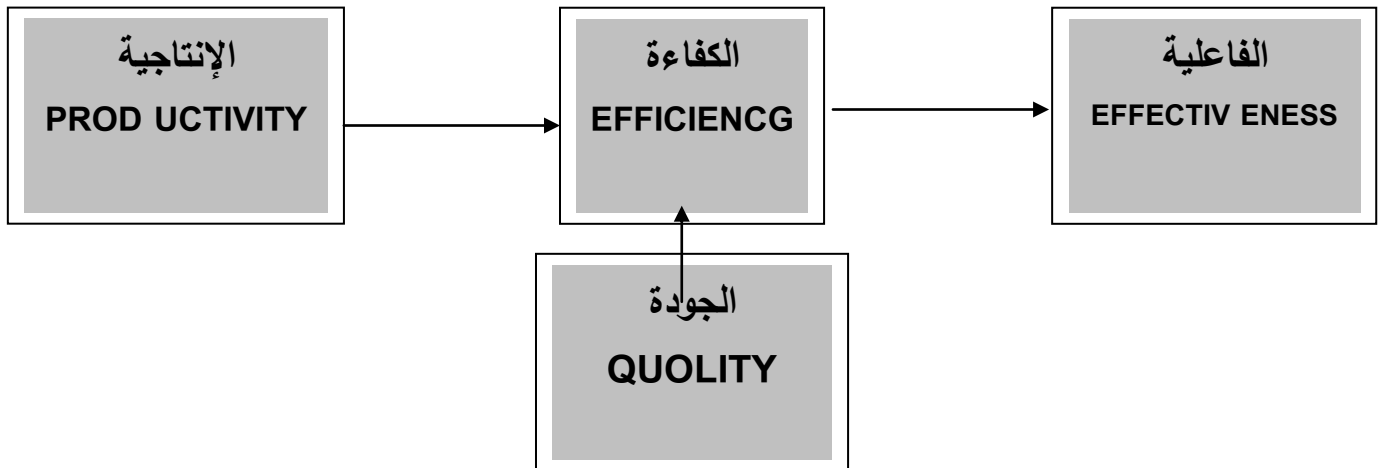 الإنتاجية
PROD UCTIVITY
الكفاءة
EFFICIENCG
الفاعلية
EFFECTIV ENESS
الجودة
QUOLITY